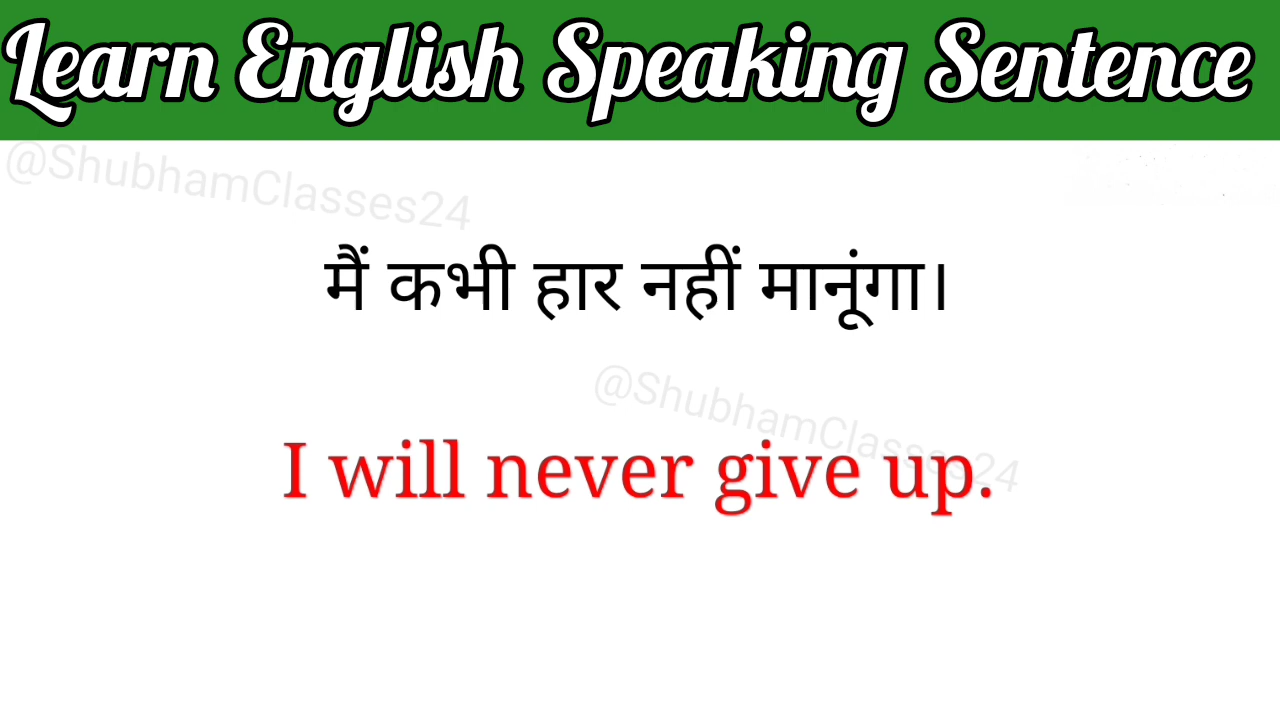 Learn English Speaking Sentence
@ShubhamClasses24
मैं कभी हार नहीं मानूंगा।
@ShubhamClasses24
I will never give up.